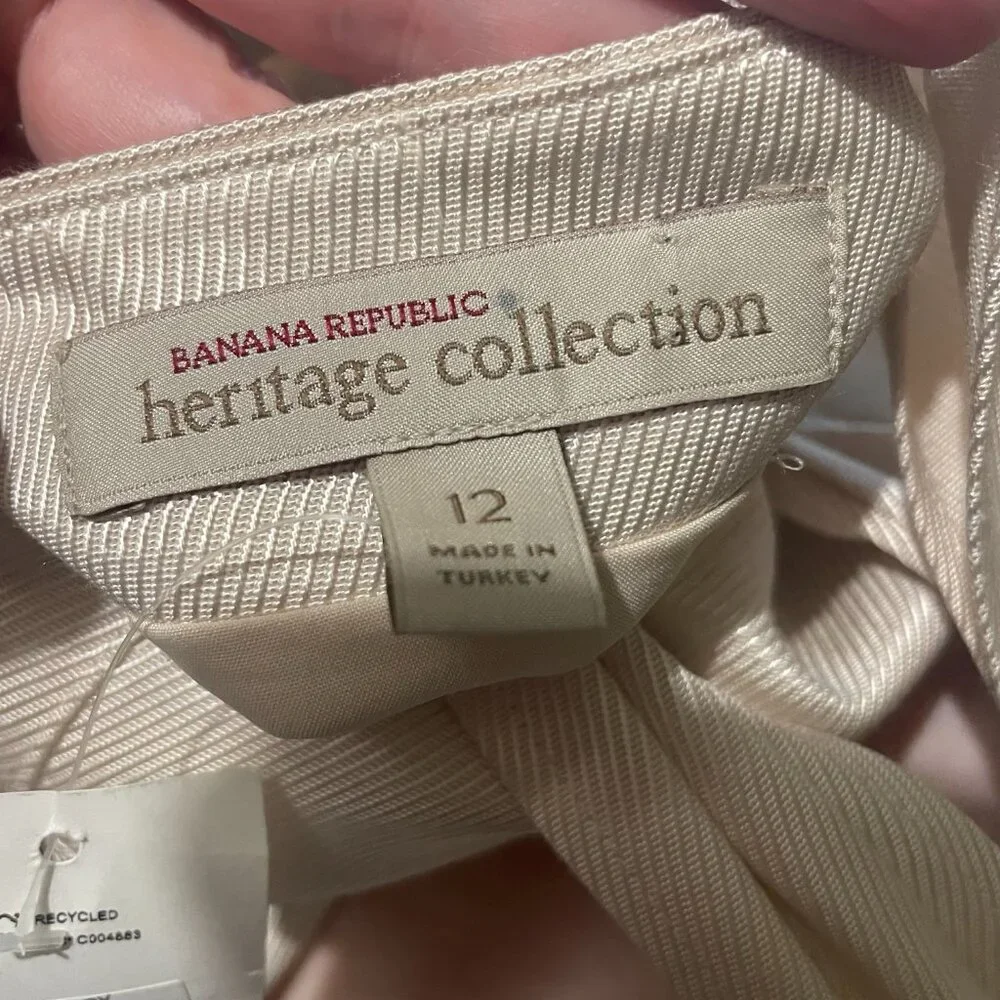 BANANA REPUBLIC
heritage collection
12
MADE IN
TURKEY
RECYCLED
C004883